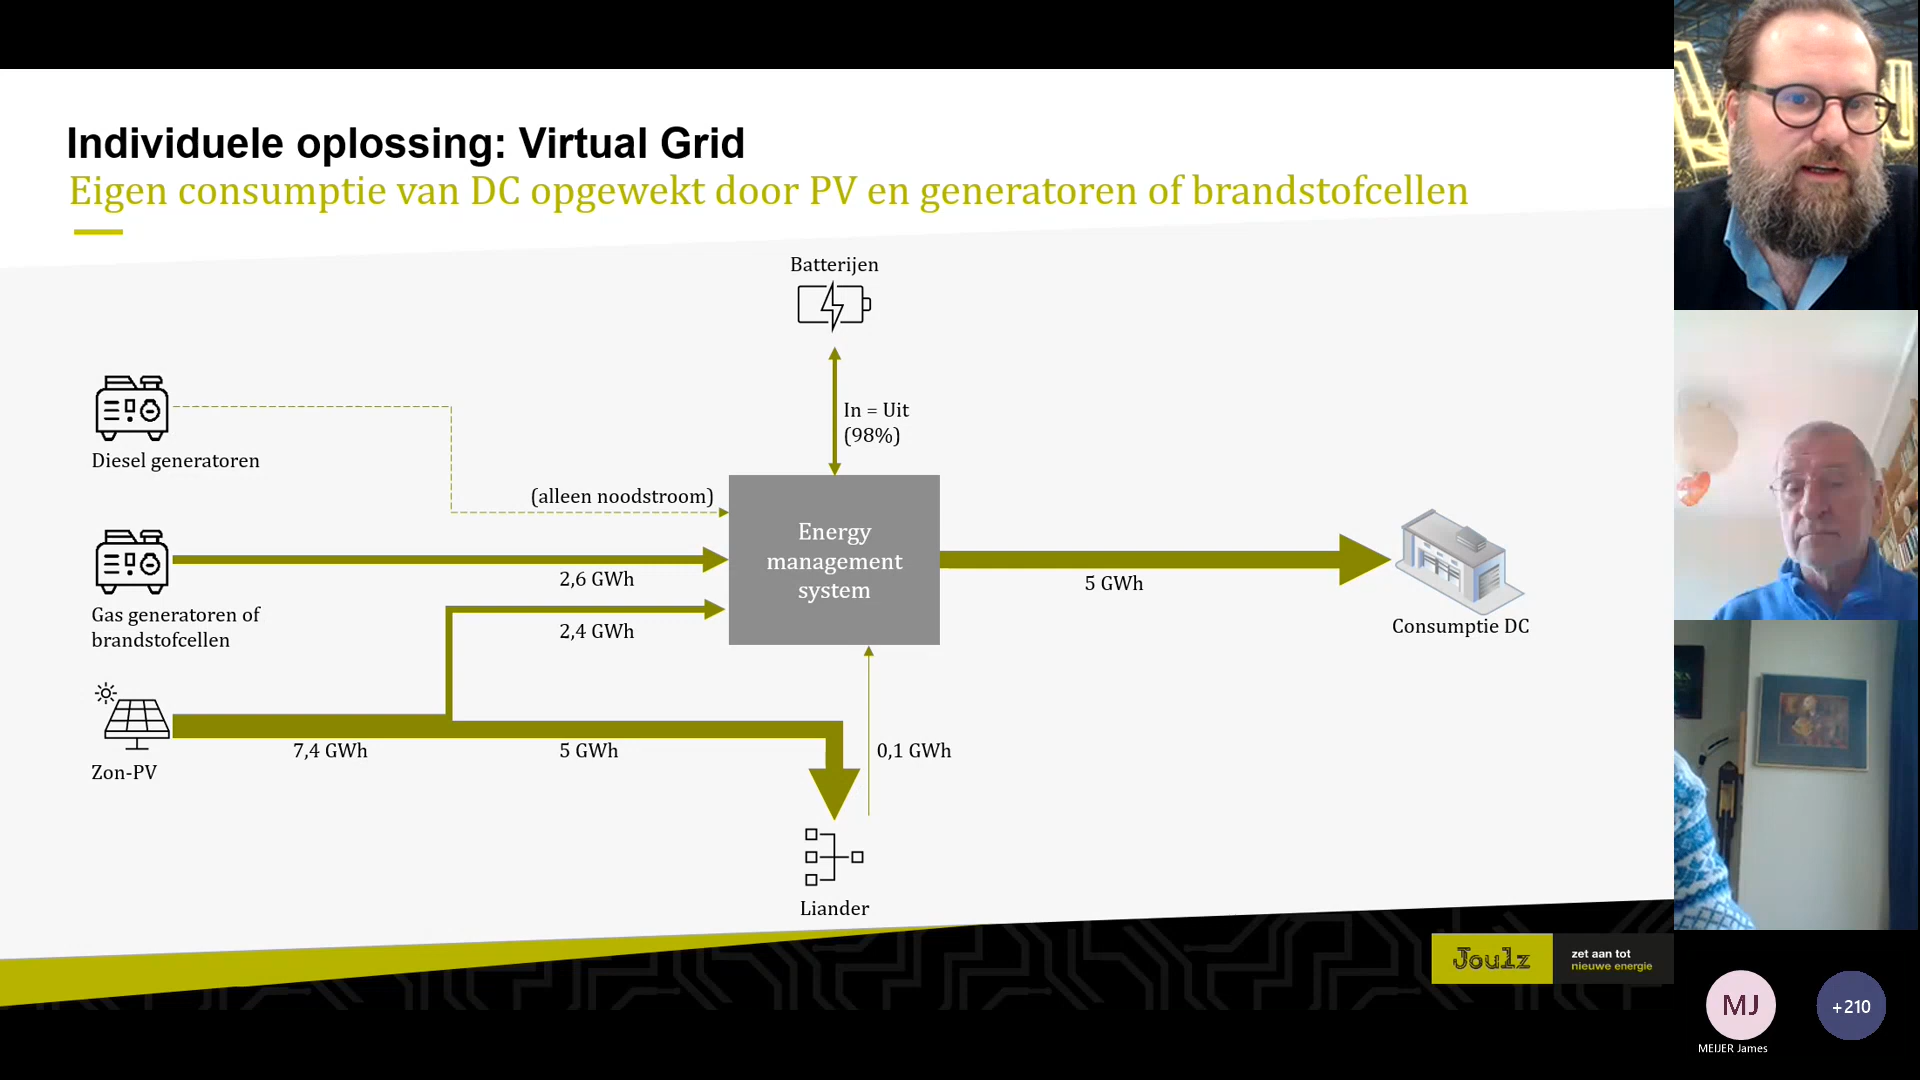 Individuele oplossing: Virtual Grid
Eigen consumptie van DC opgewekt door PV en generatoren of brandstofcellen
Batterijen
In = Uit
(98%)
Diesel generatoren
(alleen noodstroom)
Energy
management
system
2,6 GWh
Gas generatoren of
brandstofcellen
2,4 GWh
5 GWh
Consumptie DC
7,4 GWh
5 GWh
0,1 GWh
Zon-PV
Liander
Joulz
zet aan tot
nieuwe energie
MJ
+210
MEIJER James